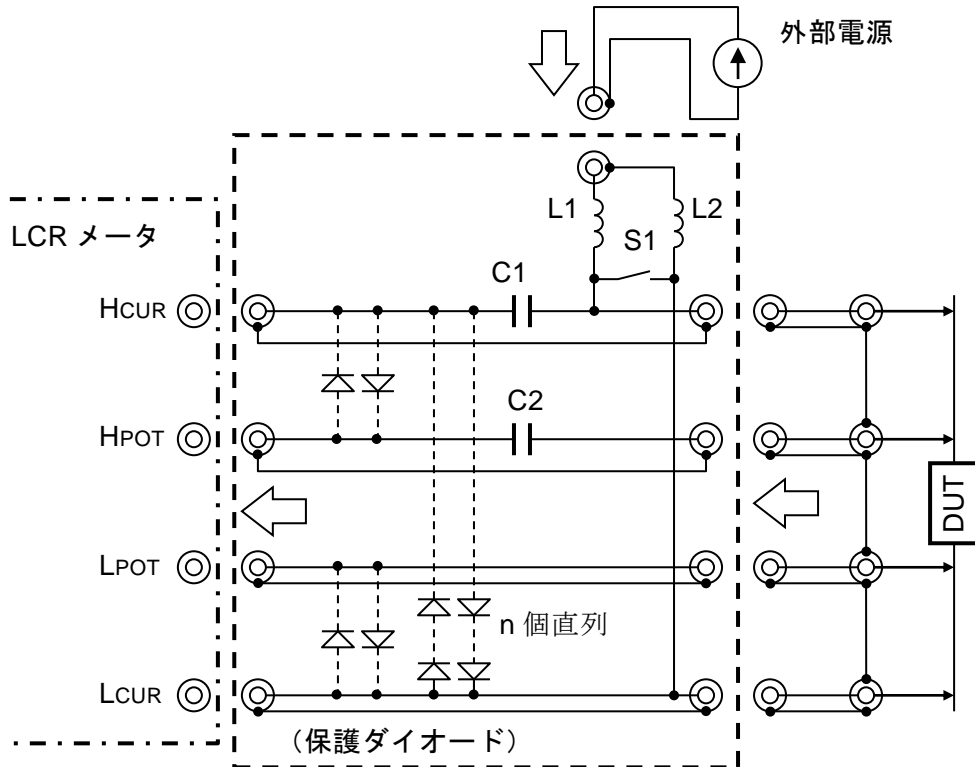 外部電源
L1
L2
S1
LCR メータ
C1
HCUR
C2
HPOT
DUT
LPOT
n 個直列
LCUR
（保護ダイオード）